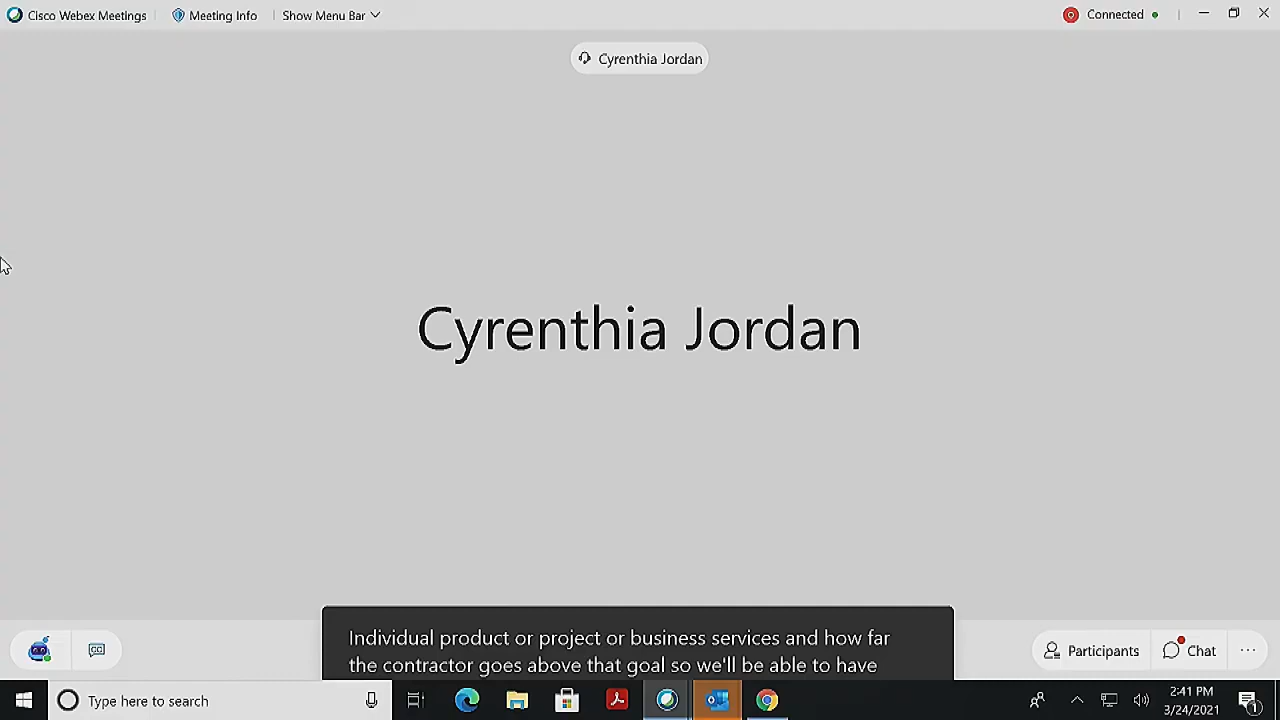 Cisco Webex Meetings
Meeting Info
Show Menu Bar
Connected
Cyrenthia Jordan
Cyrenthia Jordan
Individual product or project or business services and how far
the contractor goes above that goal so we'll be able to have
CC
Participants
Chat
Type here to search
2:41 PM
3/24/2021
1